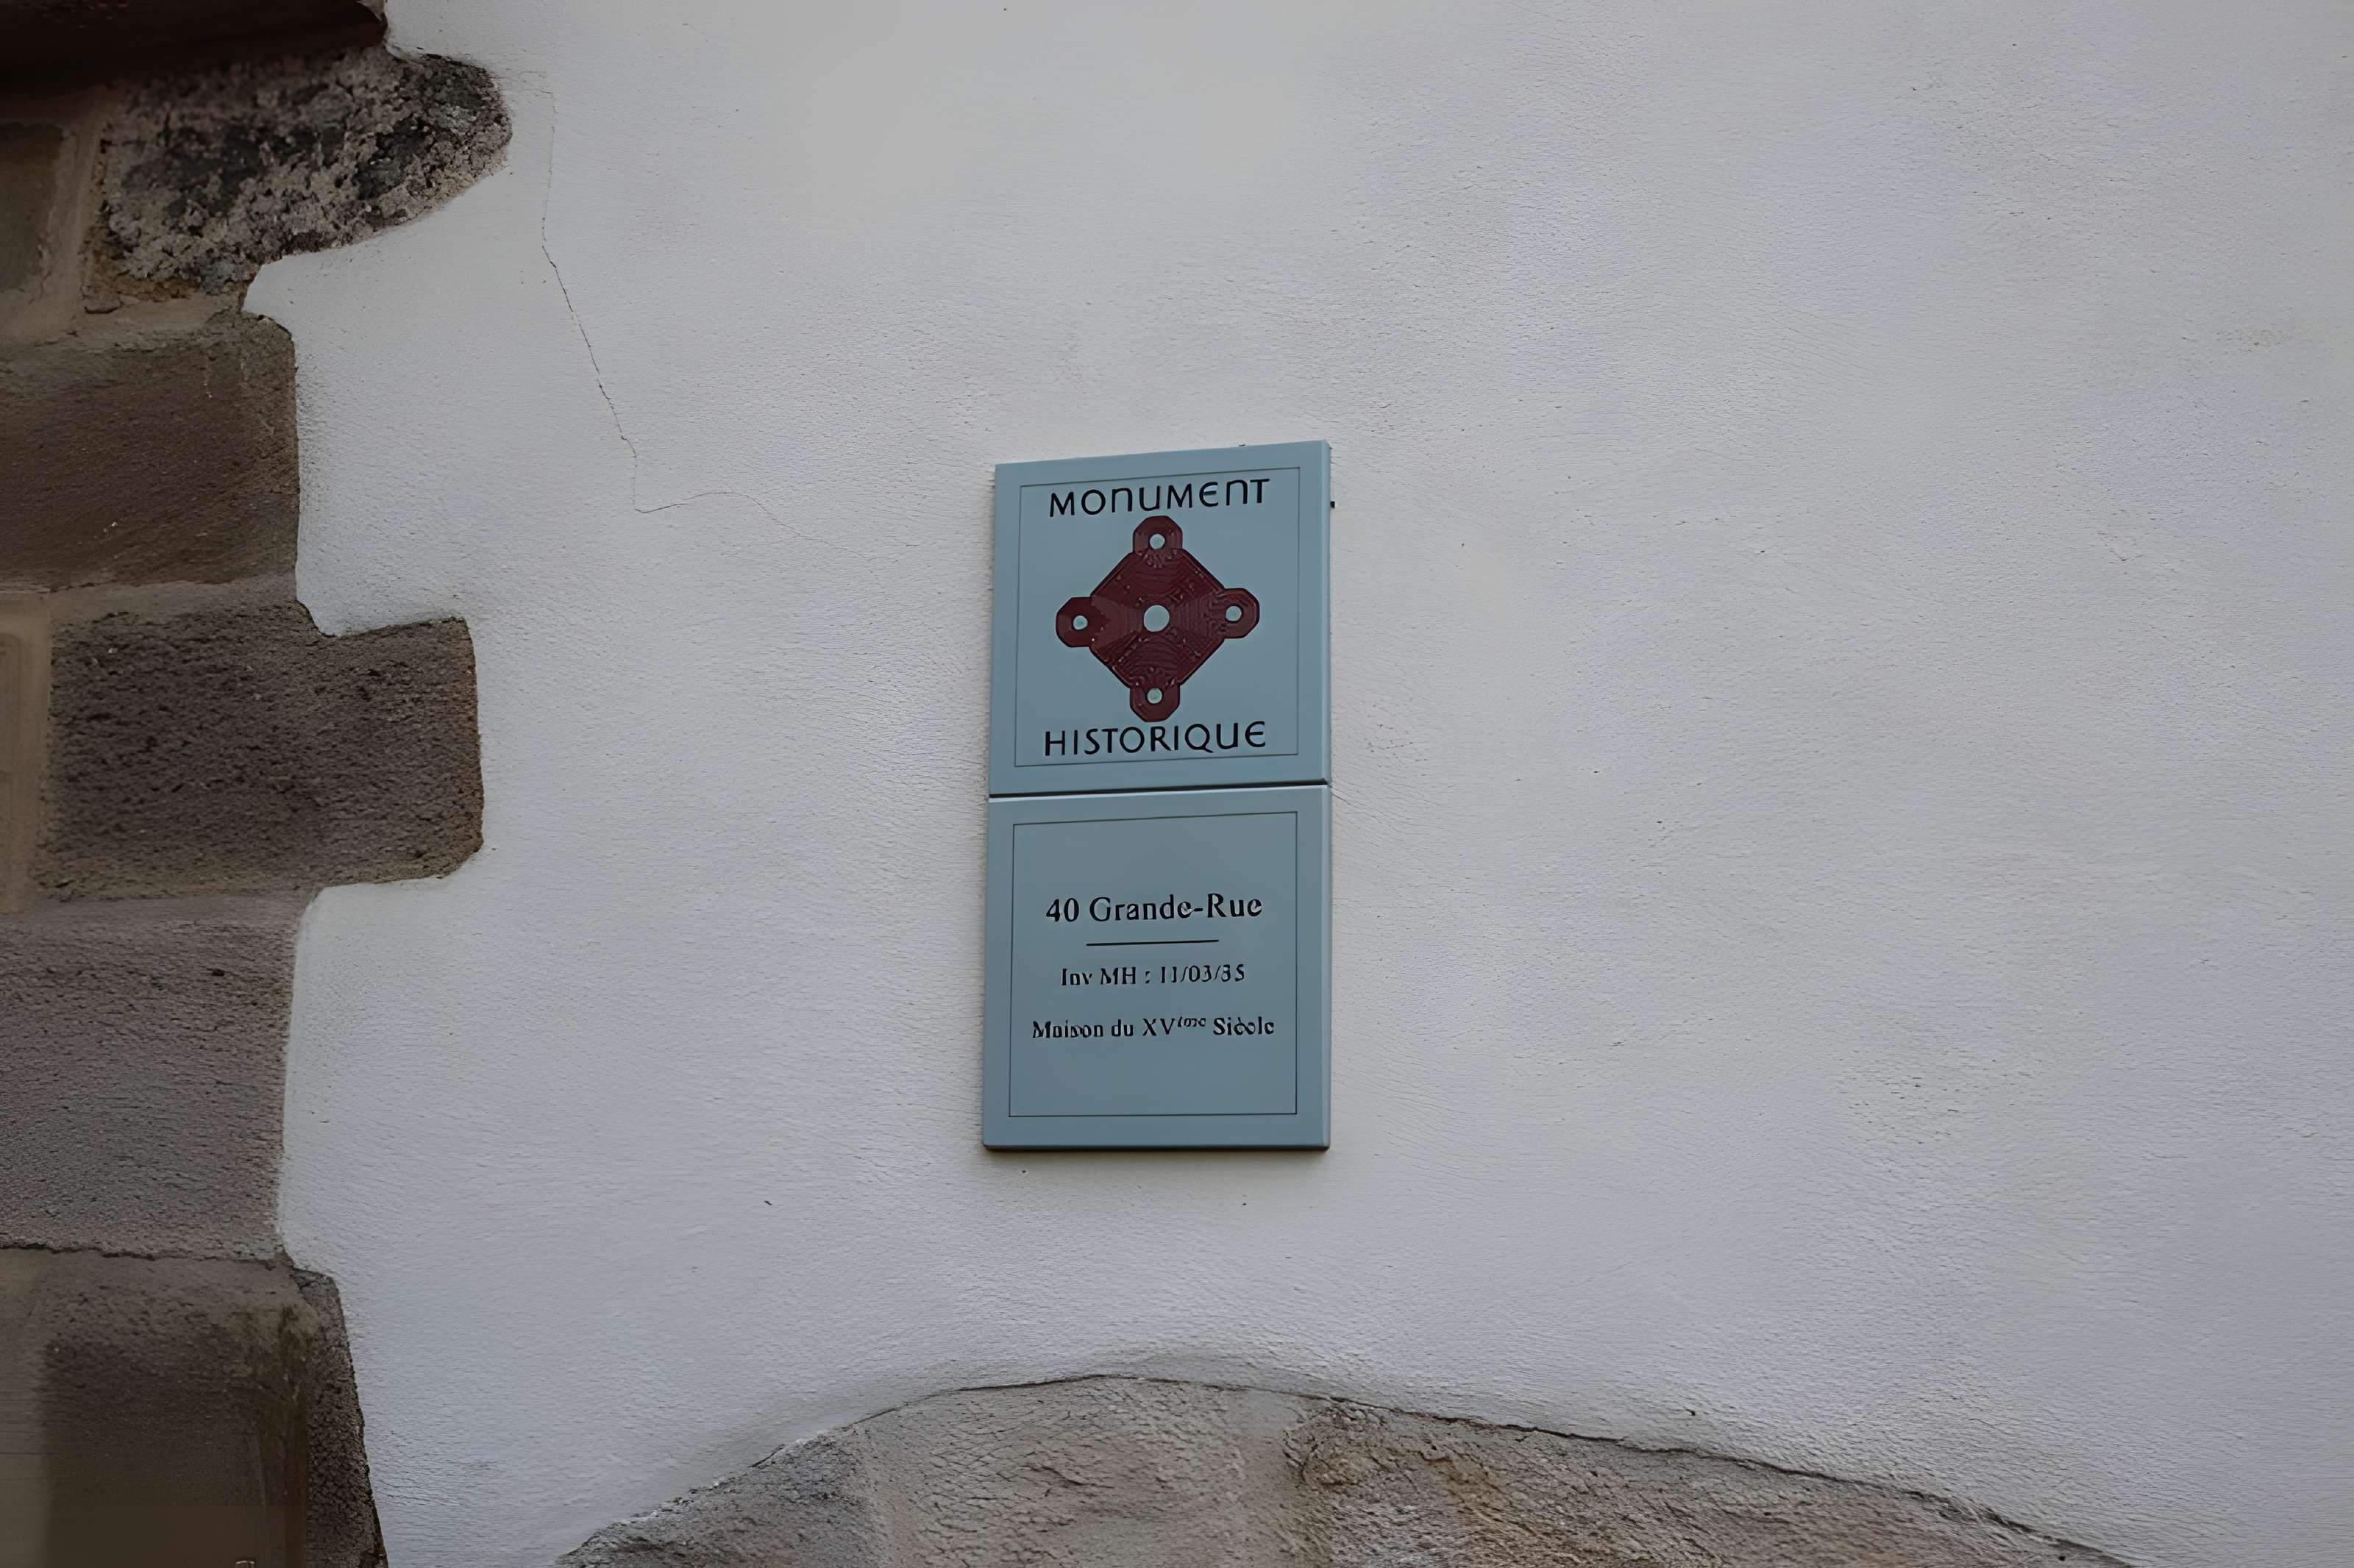 MONUMENT
HISTORIQUE
40 Grande-Rue
Inv MH : 11/03/35
Maison du XVème Siècle